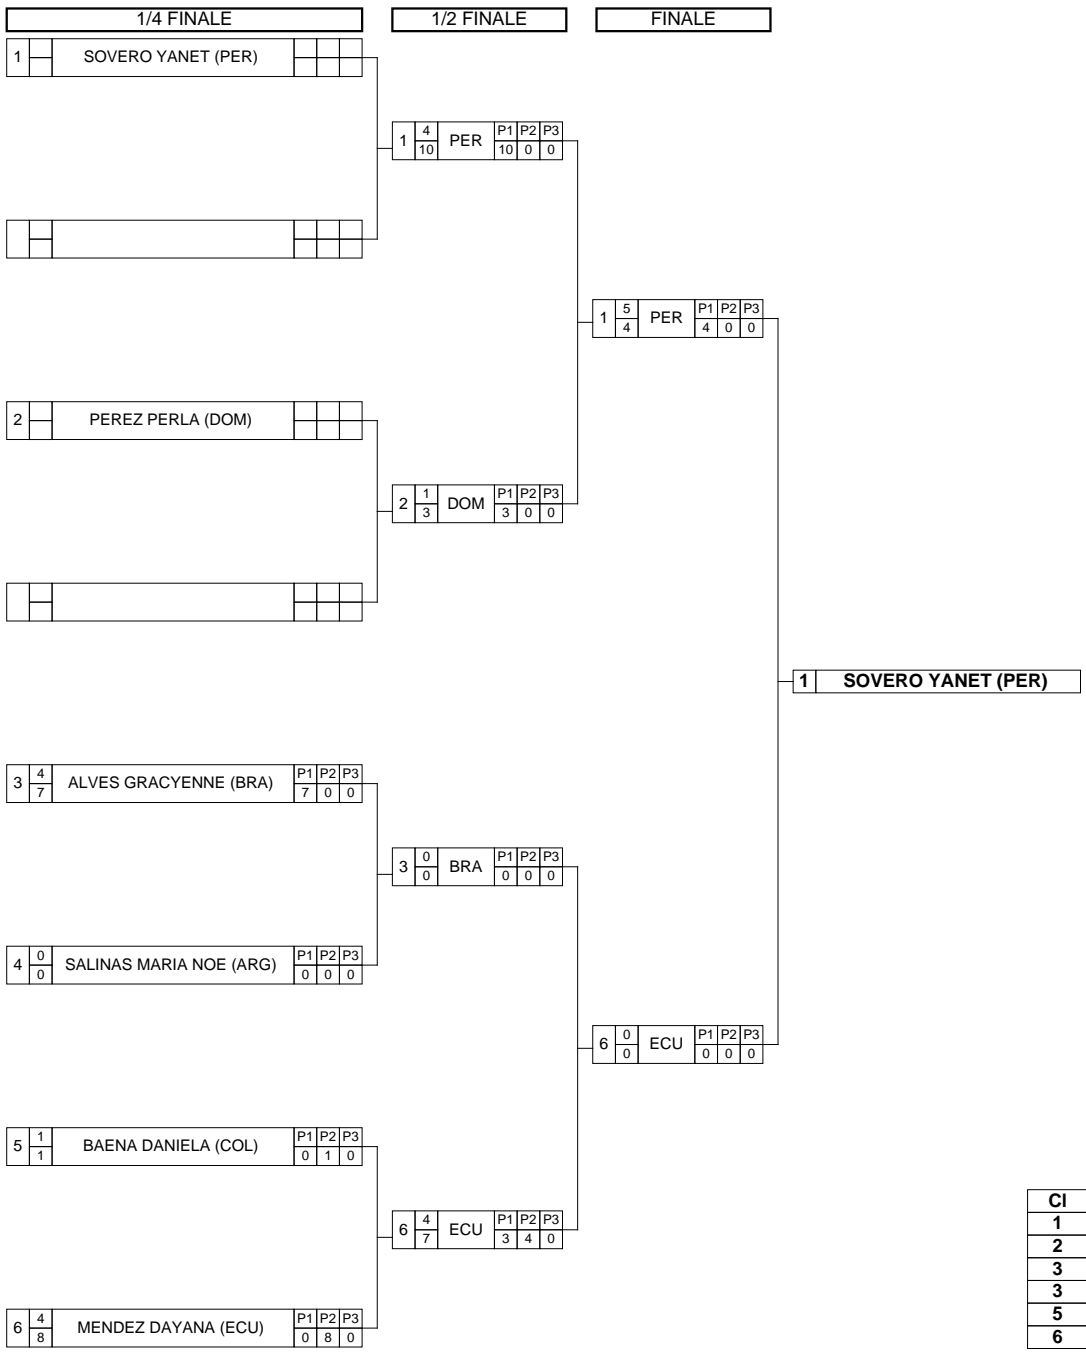 1/4 FINALE 1/2 FINALE FINALE
1 SOVERO YANET (PER)
1 4 10 PER P1 P2 P3 10 0 0
1 5 4 PER P1 P2 P3 4 0 0
2 PEREZ PERLA (DOM)
2 1 3 DOM P1 P2 P3 3 0 0
1 SOVERO YANET (PER)
3 4 7 ALVES GRACYENNE (BRA) P1 P2 P3 7 0 0
3 0 0 BRA P1 P2 P3 0 0 0
4 0 0 SALINAS MARIA NOE (ARG) P1 P2 P3 0 0 0
6 0 0 ECU P1 P2 P3 0 0 0
5 1 1 BAENA DANIELA (COL) P1 P2 P3 0 1 0
6 4 7 ECU P1 P2 P3 3 4 0
6 4 8 MENDEZ DAYANA (ECU) P1 P2 P3 0 8 0
Cl
1
2
3
3
5
6